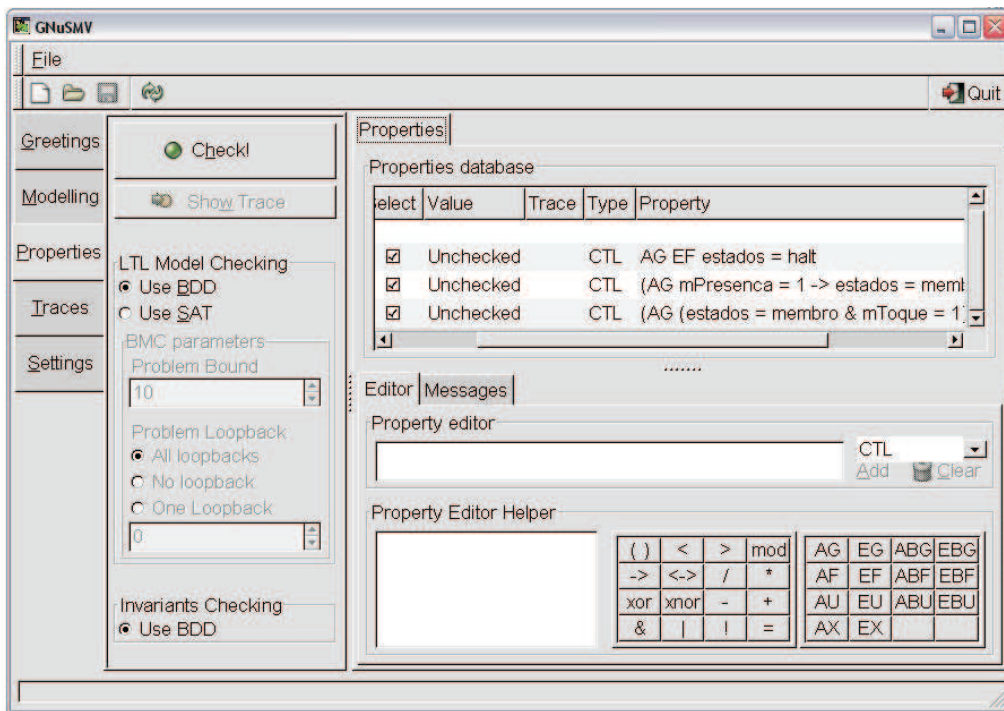 GNuSMV
File
Quit
Greetings
Modelling
Properties
Traces
Settings
Check!
Show Trace
LTL Model Checking
Use BDD
Use SAT
BMC parameters
Problem Bound
10
Problem Loopback
All loopbacks
No loopback
One Loopback
0
Invariants Checking
Use BDD
Properties
Properties database
elect Value Trace Type Property
Unchecked CTL AG EF estados = halt
Unchecked CTL (AG mPresenca = 1 -> estados = memb
Unchecked CTL (AG (estados = membro & mToque = 1)
Editor Messages
Property editor
CTL
Add Clear
Property Editor Helper
( ) < > mod
-> <-> / *
xor xnor - +
& | ! =
AG EG ABG EBG
AF EF ABF EBF
AU EU ABU EBU
AX EX